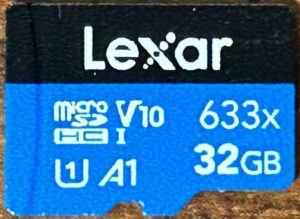 Lexar
micro SD HC I V10 633x
U1 A1 32GB